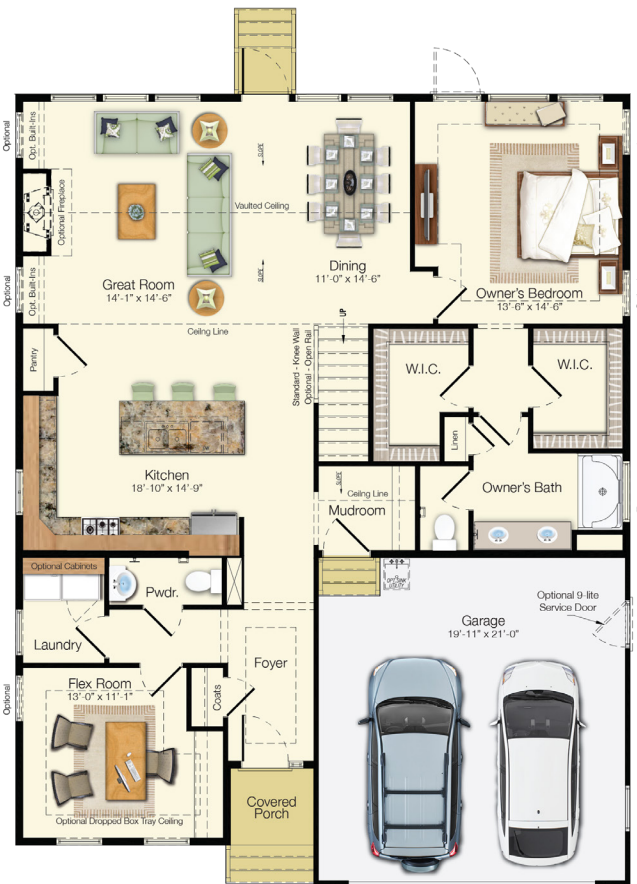 Optional
Opt. Built-Ins
Optional Fireplace
SLOPE
Vaulted Ceiling
SLOPE
Optional
Opt. Built-Ins
Great Room
14'-1" x 14'-6"
Dining
11'-0" x 14'-6"
Owner's Bedroom
13'-6" x 14'-6"
Ceiling Line
UP
Standard - Knee Wall
Optional - Open Rail
Pantry
W.I.C.
W.I.C.
Linen
Kitchen
18'-10" x 14'-9"
SLOPE
Ceiling Line
Mudroom
Owner's Bath
Optional Cabinets
Pwdr.
Laundry
OPTIONAL
Optional 9-lite
Service Door
Garage
19'-11" x 21'-0"
Foyer
Coats
Optional
Flex Room
13'-0" x 11'-1"
Optional Dropped Box Tray Ceiling
Covered
Porch